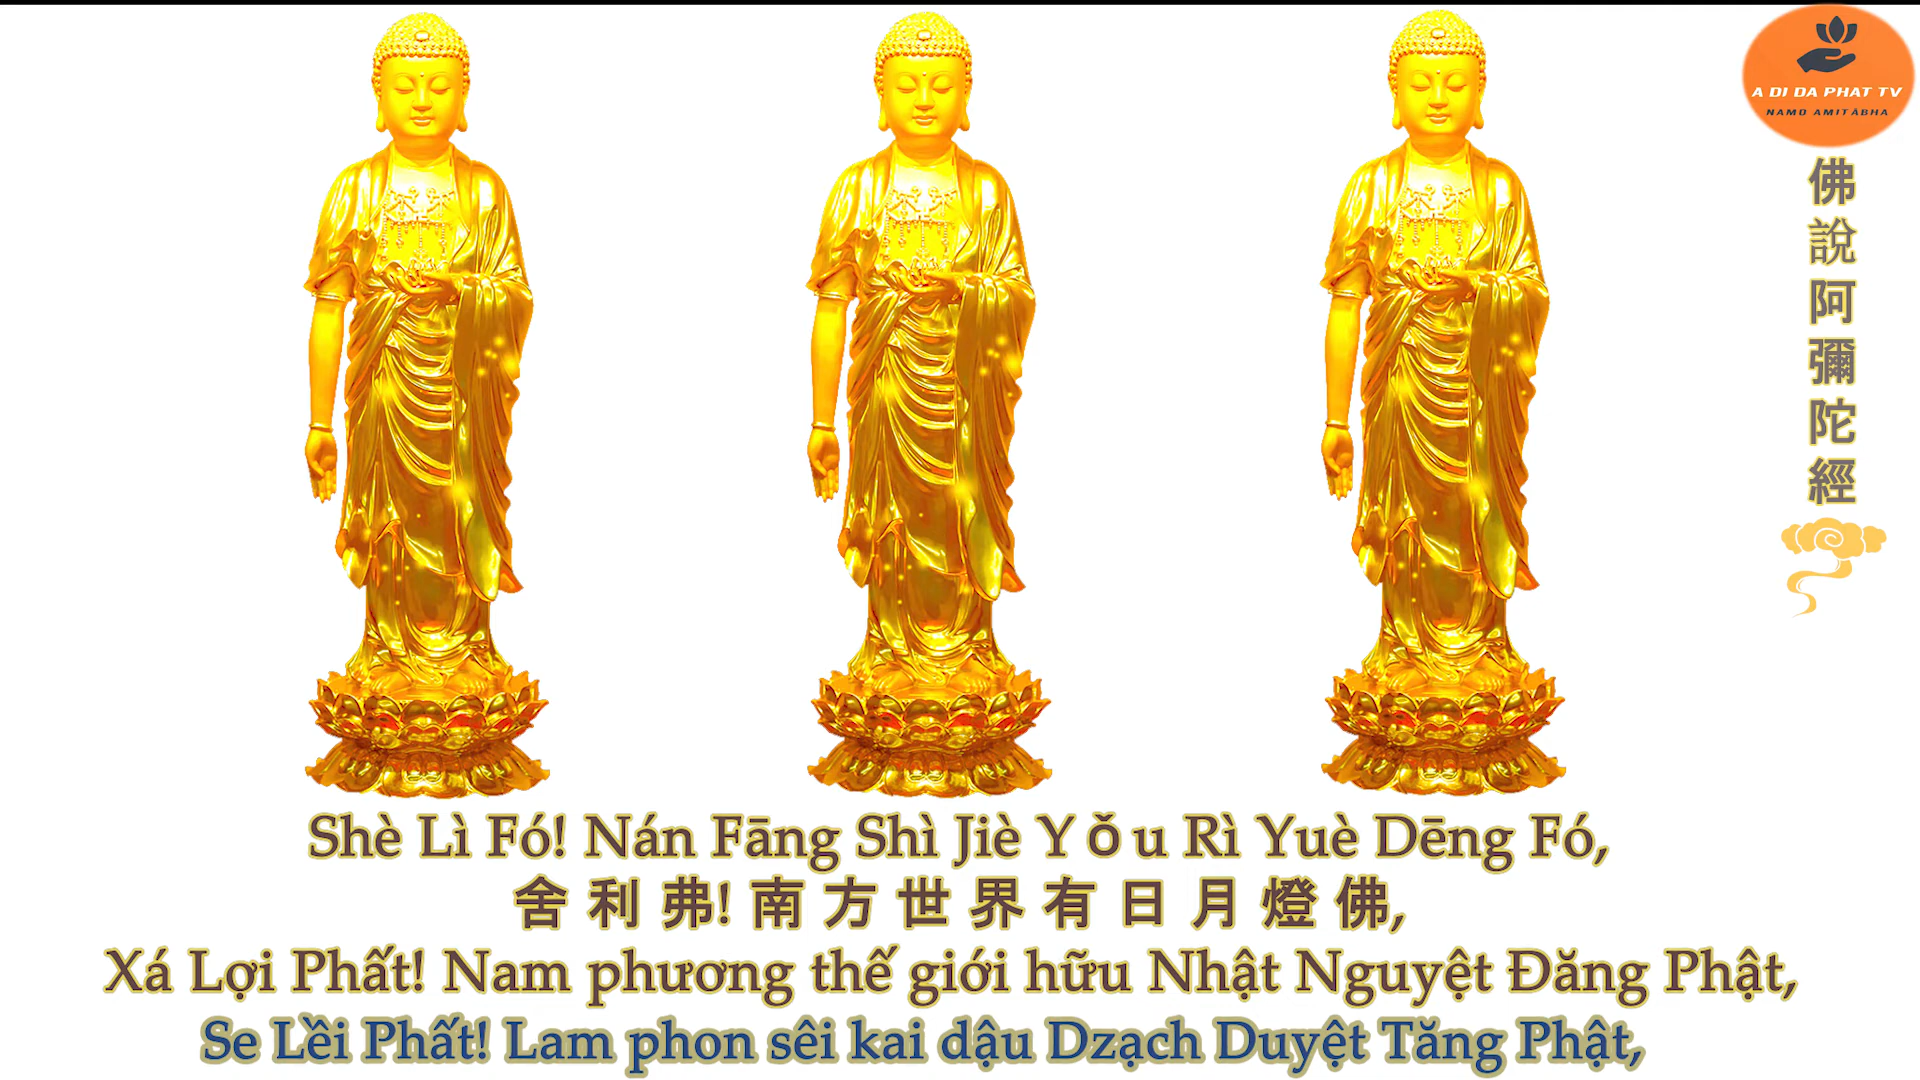 A DI DA PHAT TV
NAMO AMITÁBHA
佛說阿彌陀經
Shè Lì Fó! Nán Fāng Shì Jiè Yǒu Rì Yuè Dēng Fó,
舍 利 弗! 南 方 世 界 有 日 月 燈 佛,
Xá Lợi Phất! Nam phương thế giới hữu Nhật Nguyệt Đăng Phật,
Se Lềi Phất! Lam phon sêi kai dậu Dzạch Duyệt Tăng Phật,